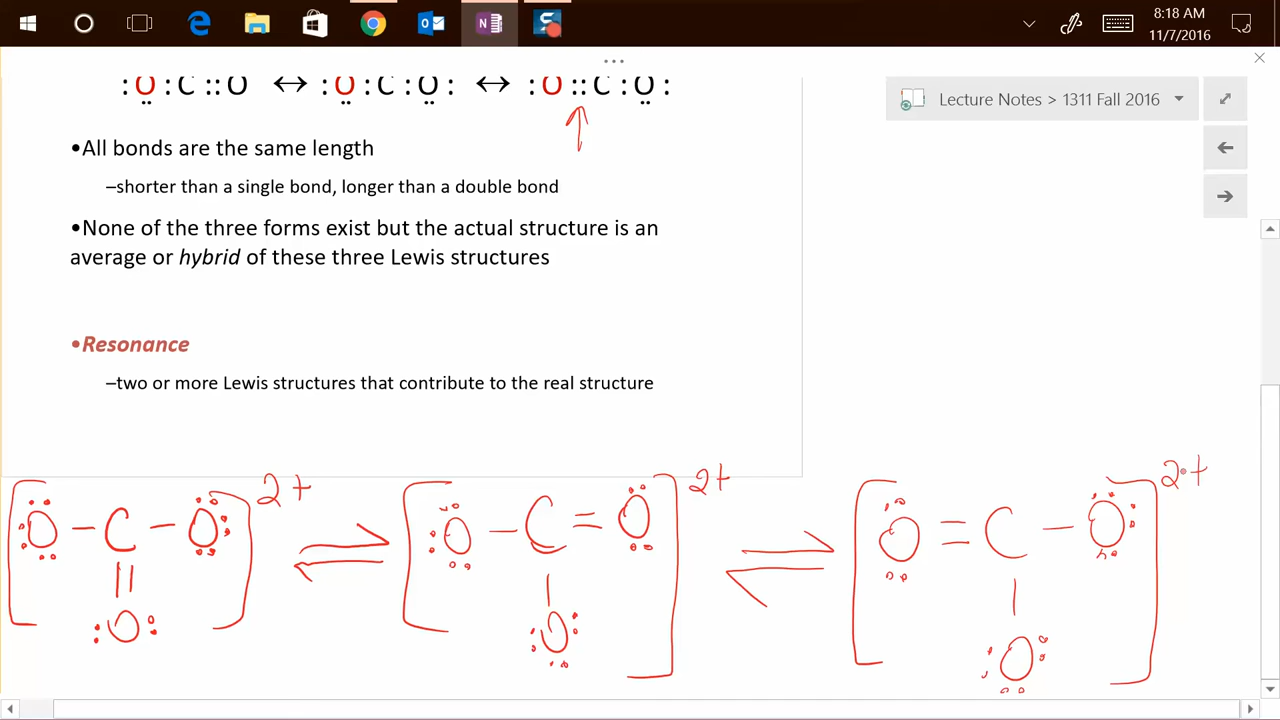 8:18 AM
11/7/2016
Lecture Notes > 1311 Fall 2016
:O:C::O ↔ :O:C:O: ↔ :O::C:O:
•All bonds are the same length
–shorter than a single bond, longer than a double bond
•None of the three forms exist but the actual structure is an
average or hybrid of these three Lewis structures
•Resonance
–two or more Lewis structures that contribute to the real structure
2+ 2+ 2+
O – C – O ⇌ O – C = O ⇌ O = C – O
O O O